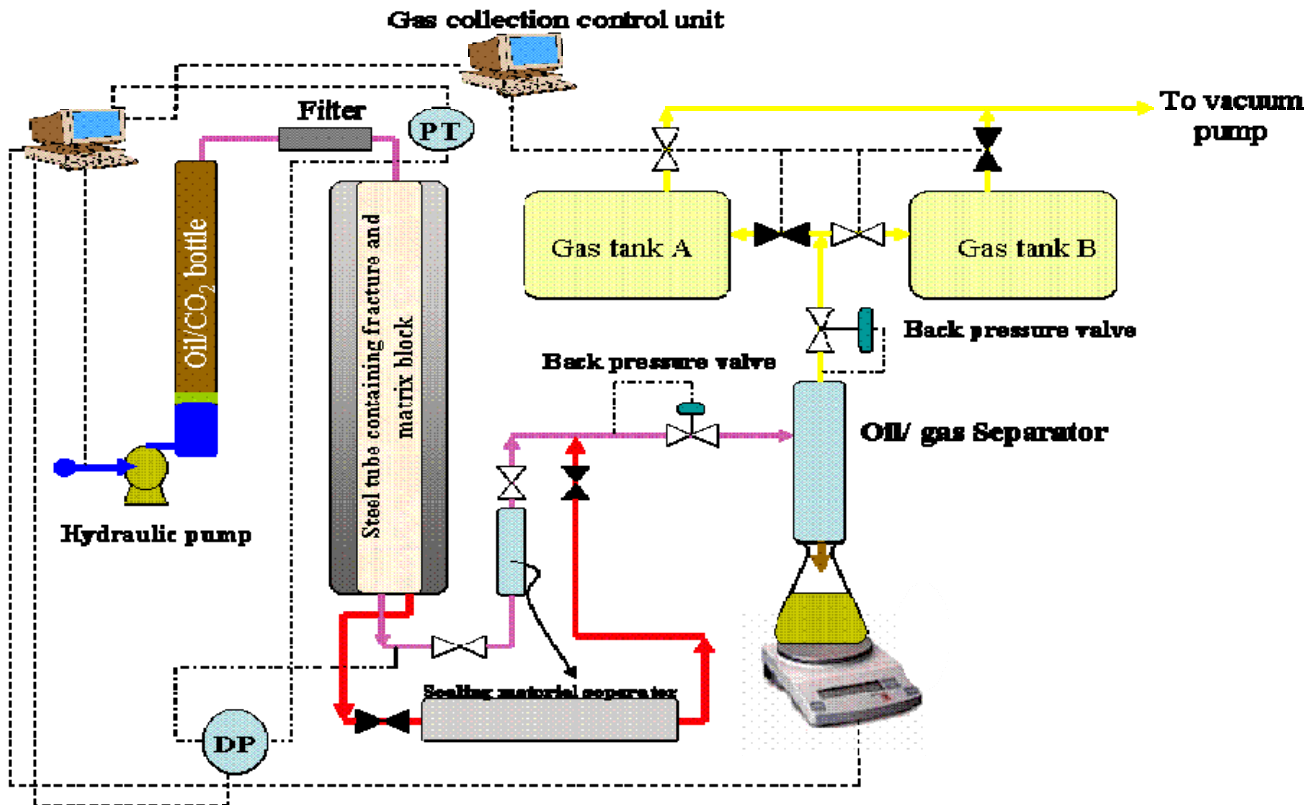 Gas collection control unit
Filter
PT
To vacuum
pump
Oil/CO₂ bottle
Steel tube containing fracture and
matrix block
Gas tank A
Gas tank B
Back pressure valve
Back pressure valve
Oil/ gas Separator
Hydraulic pump
Sealing material separator
DP